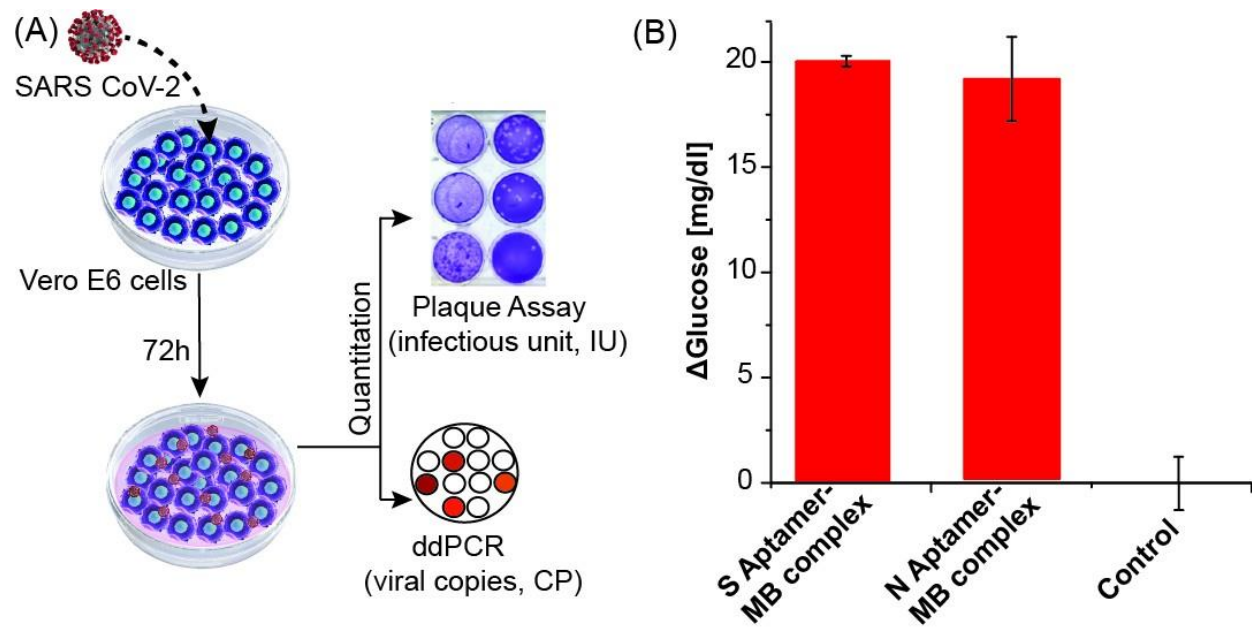 (A)
SARS CoV-2
Vero E6 cells
72h
Quantitation
Plaque Assay
(infectious unit, IU)
ddPCR
(viral copies, CP)
(B)
ΔGlucose [mg/dl]
20
15
10
5
0
S Aptamer-
MB complex
N Aptamer-
MB complex
Control